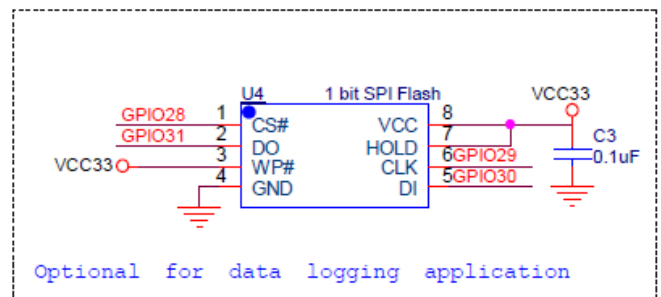 U4 1 bit SPI Flash VCC33
GPIO28 1 CS# VCC 8
GPIO31 2 DO HOLD 7 C3
VCC33 3 WP# CLK 6 GPIO29 0.1uF
4 GND DI 5 GPIO30
Optional for data logging application